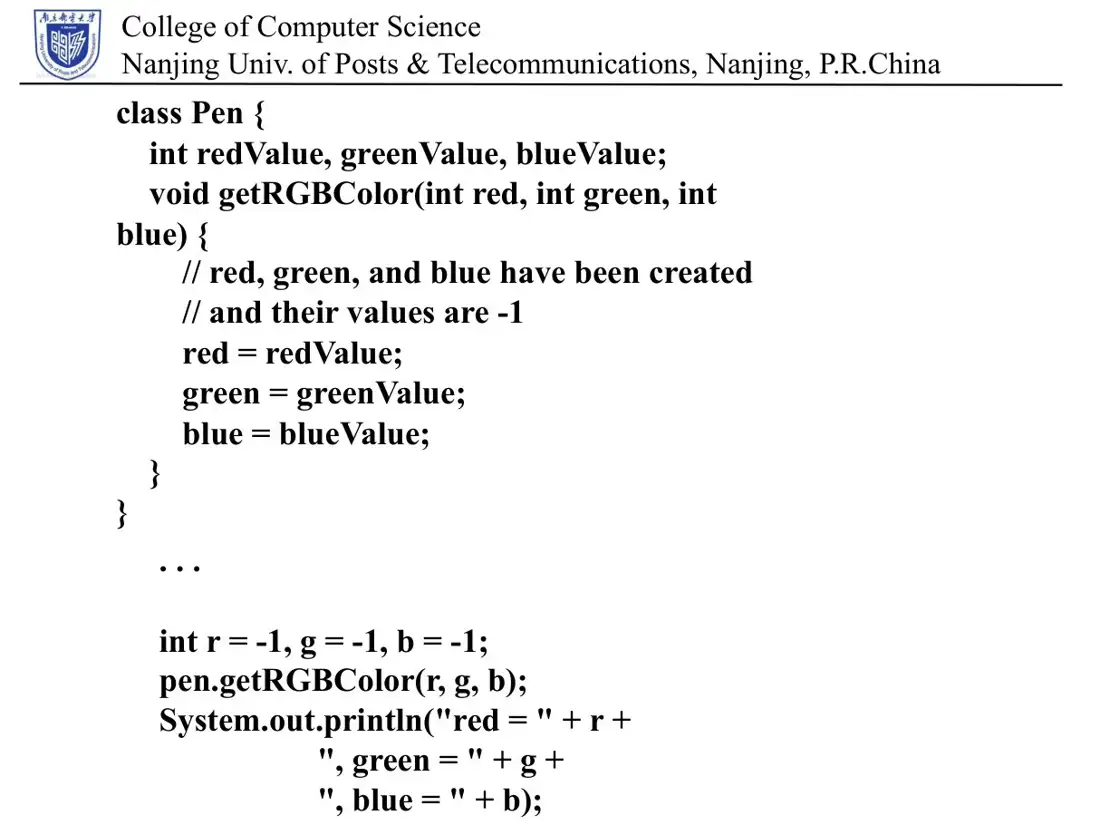 College of Computer Science
Nanjing Univ. of Posts & Telecommunications, Nanjing, P.R.China
class Pen {
int redValue, greenValue, blueValue;
void getRGBColor(int red, int green, int
blue) {
// red, green, and blue have been created
// and their values are -1
red = redValue;
green = greenValue;
blue = blueValue;
}
}
. . .
int r = -1, g = -1, b = -1;
pen.getRGBColor(r, g, b);
System.out.println("red = " + r +
", green = " + g +
", blue = " + b);